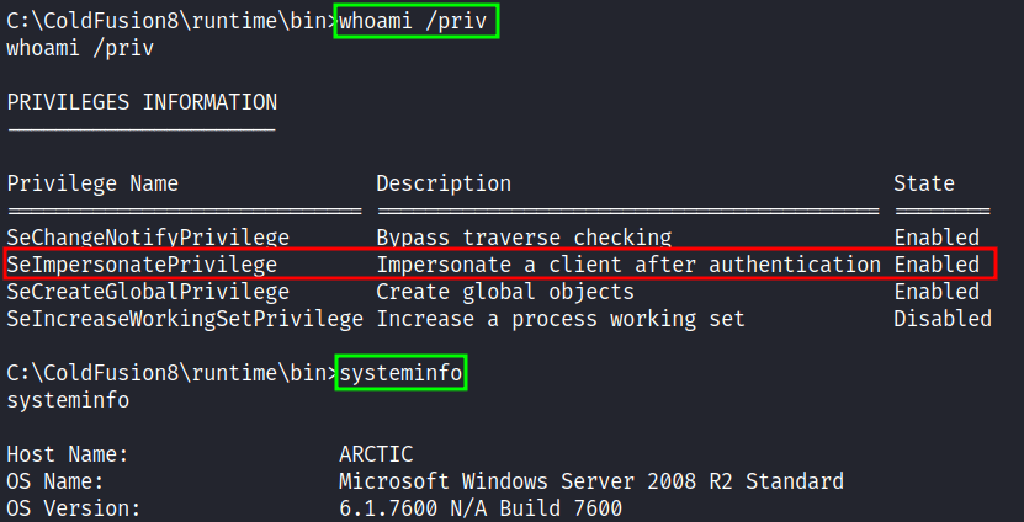 C:\ColdFusion8\runtime\bin>whoami /priv
whoami /priv
PRIVILEGES INFORMATION
Privilege Name Description State
SeChangeNotifyPrivilege Bypass traverse checking Enabled
SeImpersonatePrivilege Impersonate a client after authentication Enabled
SeCreateGlobalPrivilege Create global objects Enabled
SeIncreaseWorkingSetPrivilege Increase a process working set Disabled
C:\ColdFusion8\runtime\bin>systeminfo
systeminfo
Host Name: ARCTIC
OS Name: Microsoft Windows Server 2008 R2 Standard
OS Version: 6.1.7600 N/A Build 7600